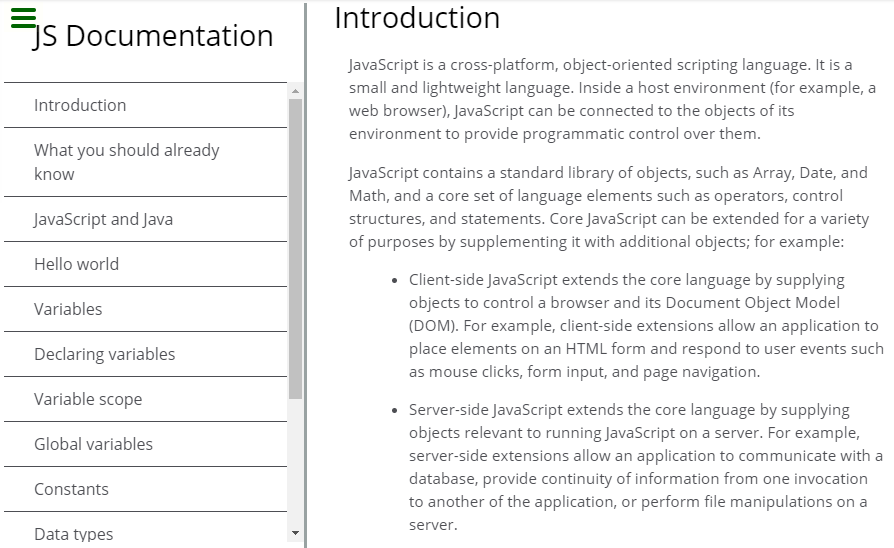 JS Documentation
Introduction
What you should already
know
JavaScript and Java
Hello world
Variables
Declaring variables
Variable scope
Global variables
Constants
Data types
Introduction
JavaScript is a cross-platform, object-oriented scripting language. It is a
small and lightweight language. Inside a host environment (for example, a
web browser), JavaScript can be connected to the objects of its
environment to provide programmatic control over them.
JavaScript contains a standard library of objects, such as Array, Date, and
Math, and a core set of language elements such as operators, control
structures, and statements. Core JavaScript can be extended for a variety
of purposes by supplementing it with additional objects; for example:
• Client-side JavaScript extends the core language by supplying
objects to control a browser and its Document Object Model
(DOM). For example, client-side extensions allow an application to
place elements on an HTML form and respond to user events such
as mouse clicks, form input, and page navigation.
• Server-side JavaScript extends the core language by supplying
objects relevant to running JavaScript on a server. For example,
server-side extensions allow an application to communicate with a
database, provide continuity of information from one invocation
to another of the application, or perform file manipulations on a
server.